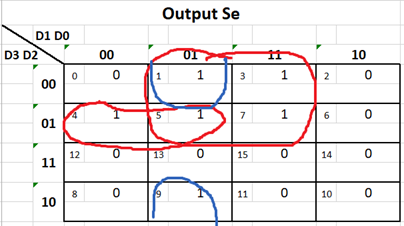 Output Se
D1 D0
D3 D2 00 01 11 10
00 0 0 1 1 3 1 2 0
01 4 1 5 1 7 1 6 0
11 12 0 13 0 15 0 14 0
10 8 0 9 1 11 0 10 0